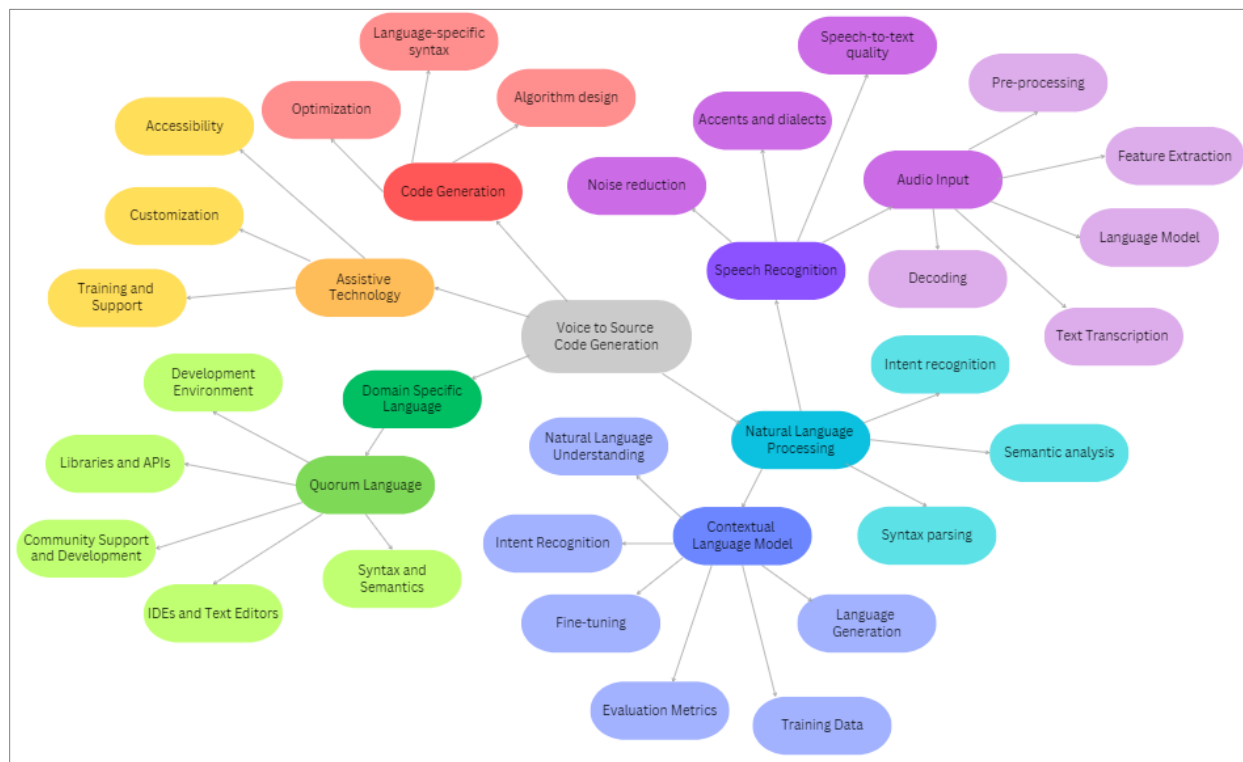 Language-specific
syntax
Speech-to-text
quality
Pre-processing
Optimization
Algorithm design
Accessibility
Accents and dialects
Feature Extraction
Code Generation
Noise reduction
Audio Input
Customization
Language Model
Speech Recognition
Decoding
Assistive
Technology
Training and
Support
Voice to Source
Code Generation
Text Transcription
Intent recognition
Development
Environment
Domain Specific
Language
Natural Language
Understanding
Natural Language
Processing
Semantic analysis
Libraries and APIs
Quorum Language
Contextual
Language Model
Syntax parsing
Intent Recognition
Community Support
and Development
Syntax and
Semantics
IDEs and Text Editors
Fine-tuning
Language
Generation
Evaluation Metrics
Training Data